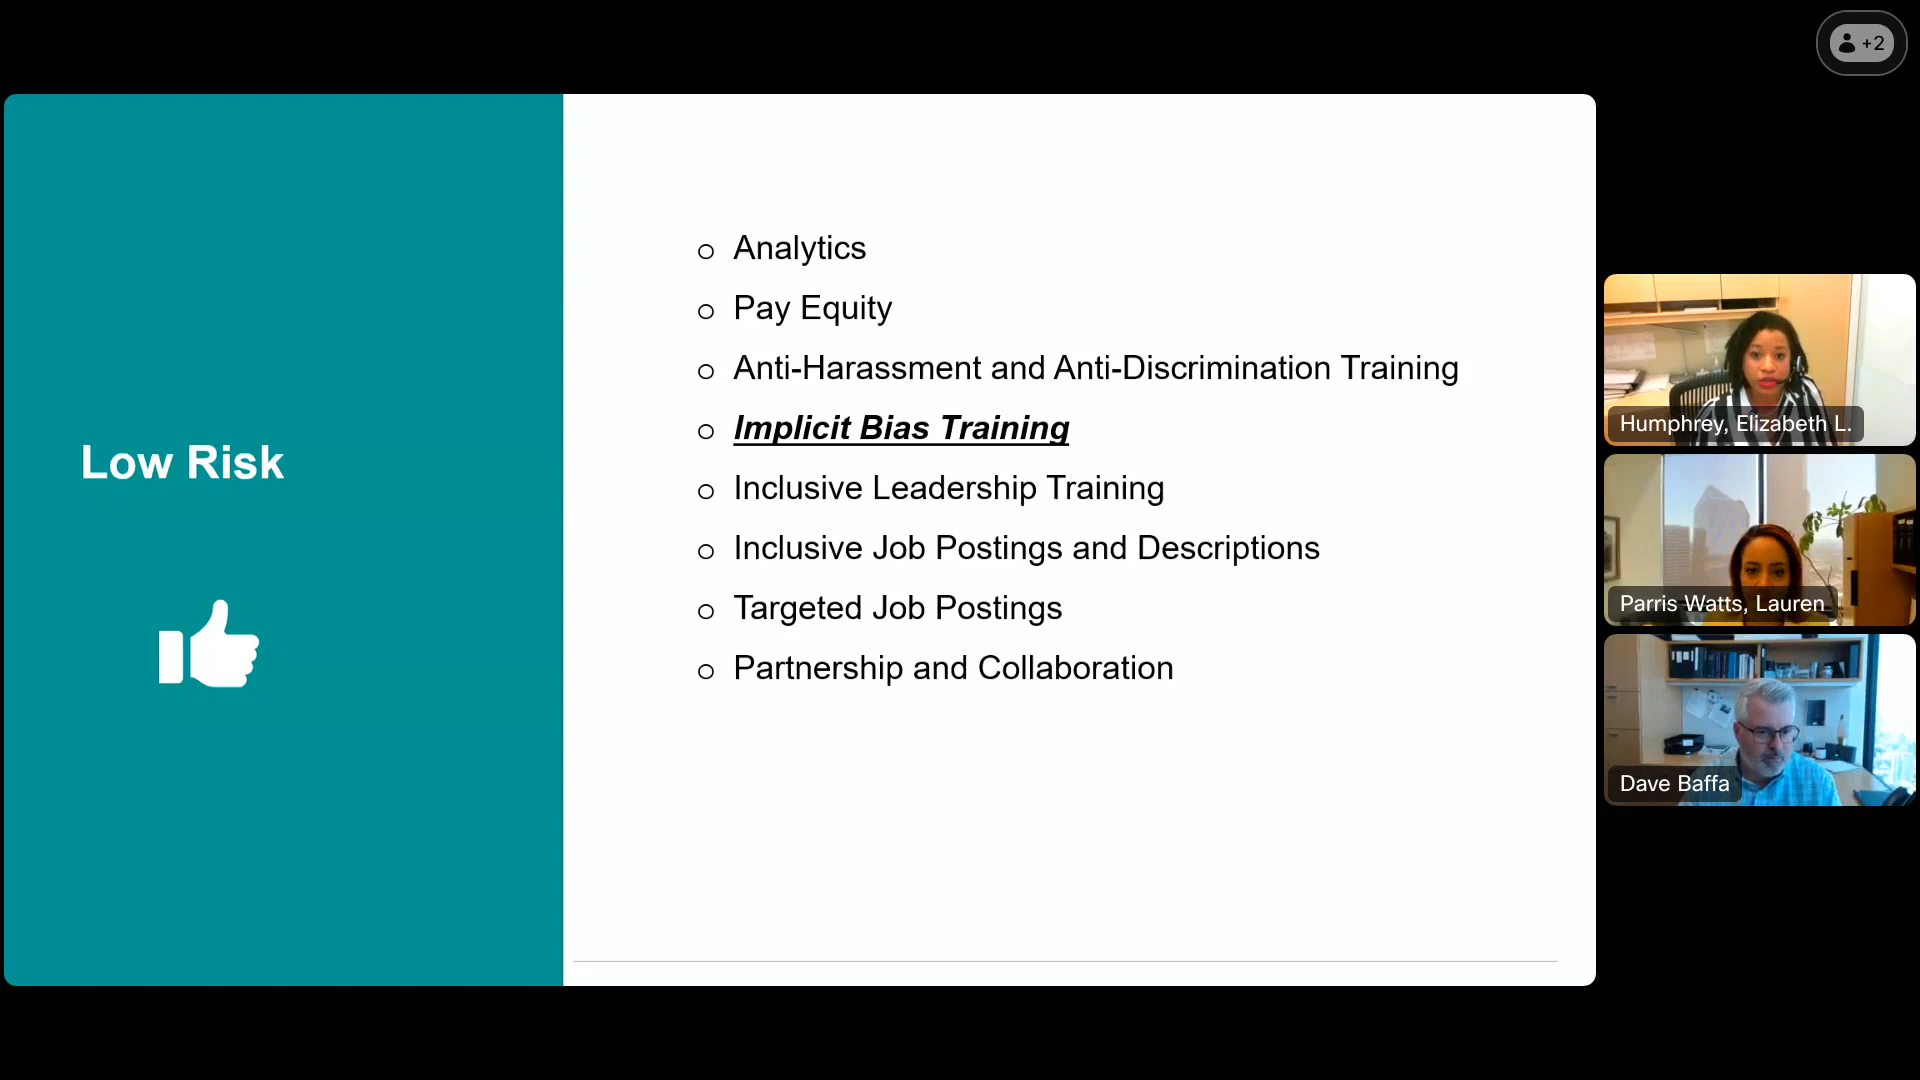 +2
Low Risk
Analytics
Pay Equity
Anti-Harassment and Anti-Discrimination Training
Implicit Bias Training
Inclusive Leadership Training
Inclusive Job Postings and Descriptions
Targeted Job Postings
Partnership and Collaboration
Humphrey, Elizabeth L.
Parris Watts, Lauren
Dave Baffa